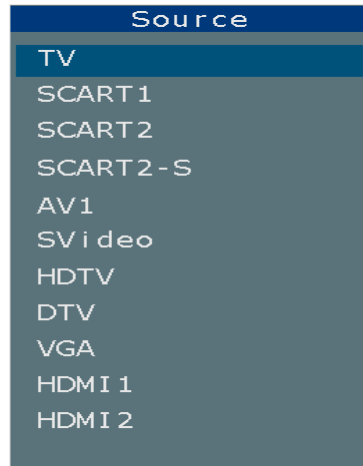 Source
TV
SCART1
SCART2
SCART2-S
AV1
SVideo
HDTV
DTV
VGA
HDMI1
HDMI2